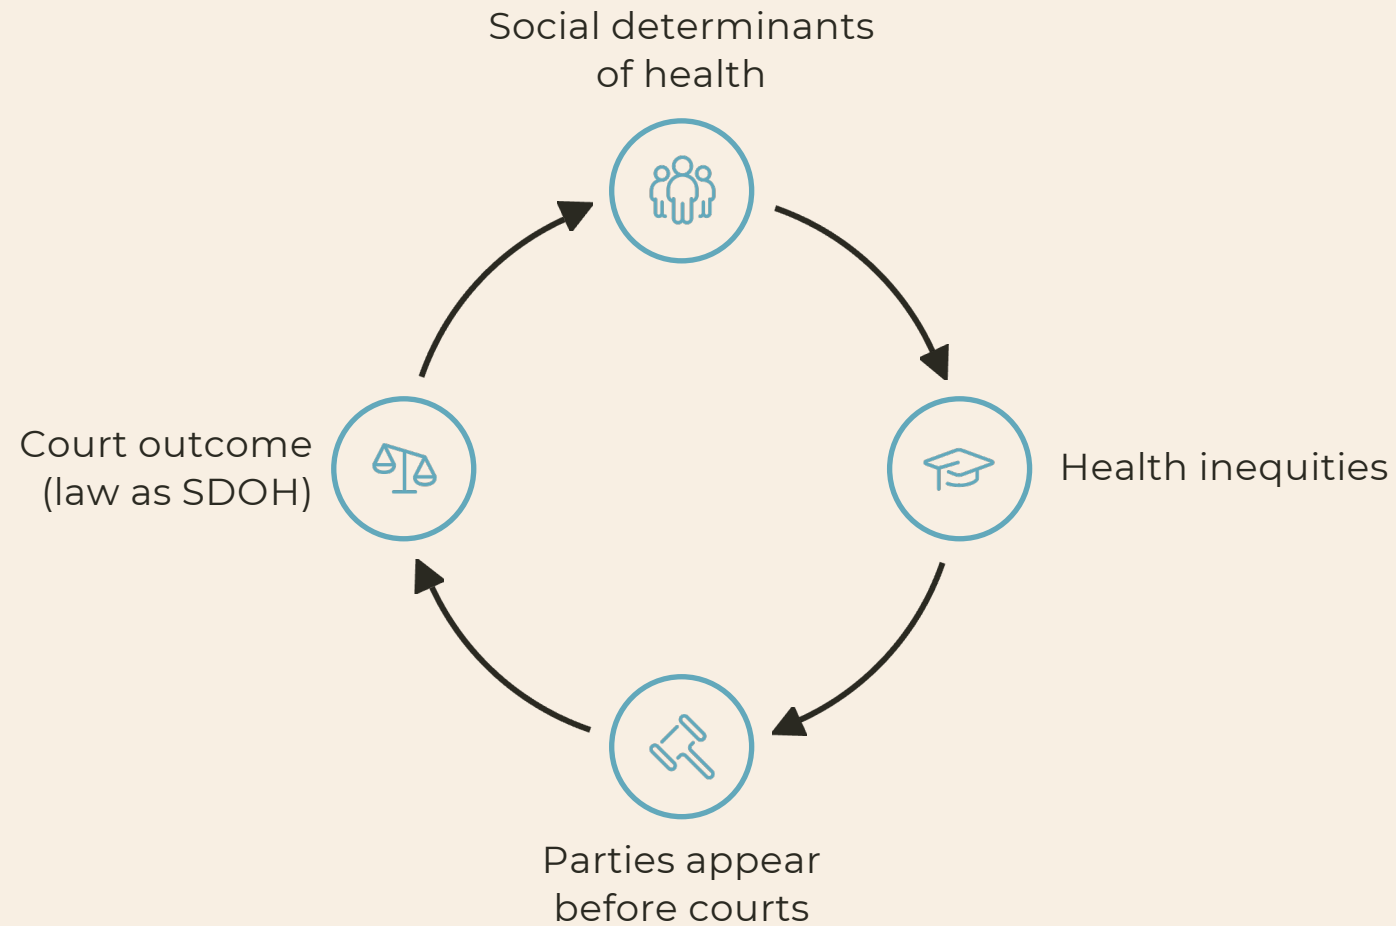 Social determinants
of health
Court outcome
(law as SDOH)
Health inequities
Parties appear
before courts